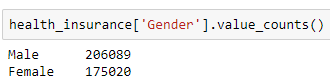 health_insurance['Gender'].value_counts()
Male 206089
Female 175020